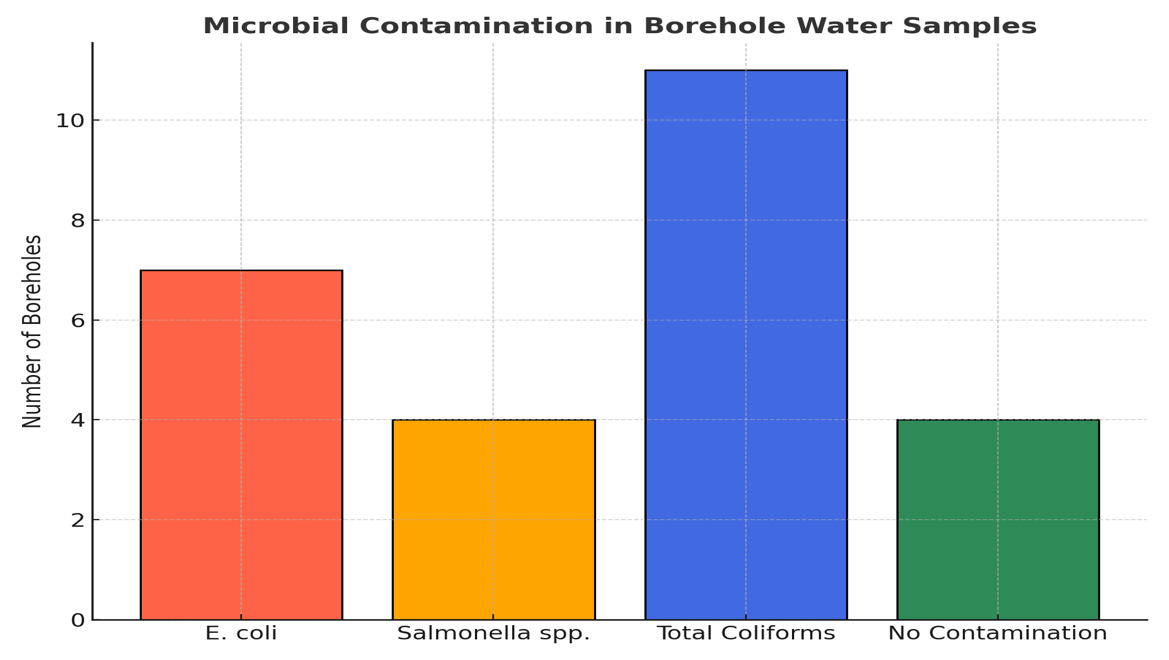 Microbial Contamination in Borehole Water Samples
Number of Boreholes
10
8
6
4
2
0
E. coli
Salmonella spp.
Total Coliforms
No Contamination